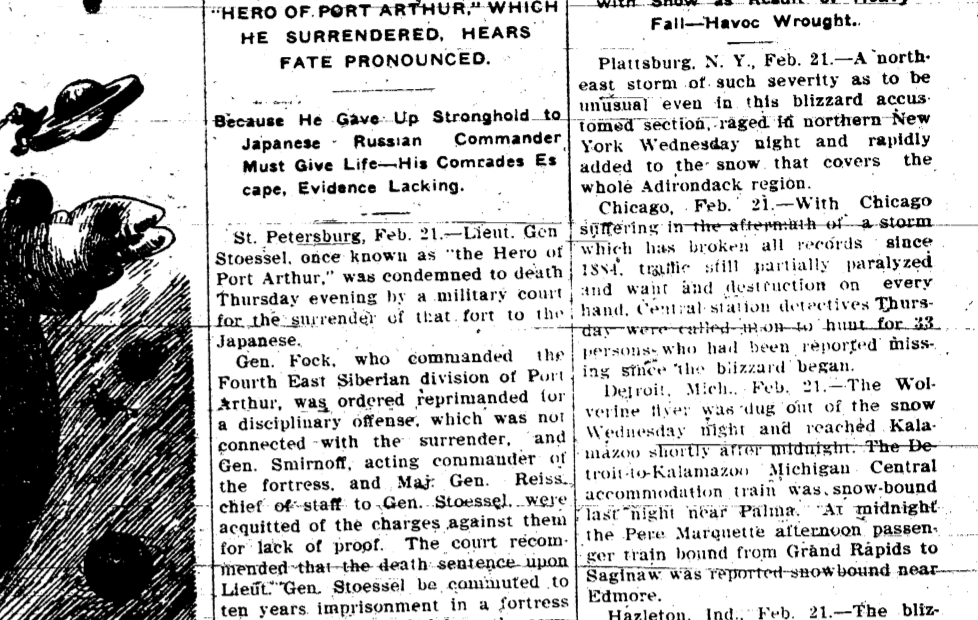 "HERO OF PORT ARTHUR," WHICH
HE SURRENDERED, HEARS
FATE PRONOUNCED.
Because He Gave Up Stronghold to
Japanese Russian Commander
Must Give Life—His Comrades Es
cape, Evidence Lacking.
St. Petersburg, Feb. 21.—Lieut. Gen
Stoessel, once known as "the Hero of
Port Arthur," was condemned to death
Thursday evening by a military court
for the surrender of that fort to the
Japanese.
Gen. Fock, who commanded the
Fourth East Siberian division of Port
Arthur, was ordered reprimanded for
a disciplinary offense, which was not
connected with the surrender, and
Gen. Smirnoff, acting commander of
the fortress, and Maj. Gen. Reiss,
chief of staff to Gen. Stoessel, were
acquitted of the charges against them
for lack of proof. The court recom-
mended that the death sentence upon
Lieut. Gen. Stoessel be commuted to
ten years imprisonment in a fortress
With Snow as Result of Heavy
Fall—Havoc Wrought.
Plattsburg, N. Y., Feb. 21.—A north-
east storm of such severity as to be
unusual even in this blizzard accus-
tomed section, raged in northern New
York Wednesday night and rapidly
added to the snow that covers the
whole Adirondack region.
Chicago, Feb. 21.—With Chicago
suffering in the aftermath of a storm
which has broken all records since
1884, traffic still partially paralyzed
and want and destruction on every
hand, Central station detectives Thurs-
day were called upon to hunt for 33
persons who had been reported miss-
ing since the blizzard began.
Detroit, Mich., Feb. 21.—The Wol-
verine flyer was dug out of the snow
Wednesday night and reached Kala-
mazoo shortly after midnight. The De-
troit-to-Kalamazoo Michigan Central
accommodation train was snow-bound
last night near Palma. At midnight
the Pere Marquette afternoon passen-
ger train bound from Grand Rapids to
Saginaw was reported snowbound near
Edmore.
Hazleton, Ind., Feb. 21.—The bliz-